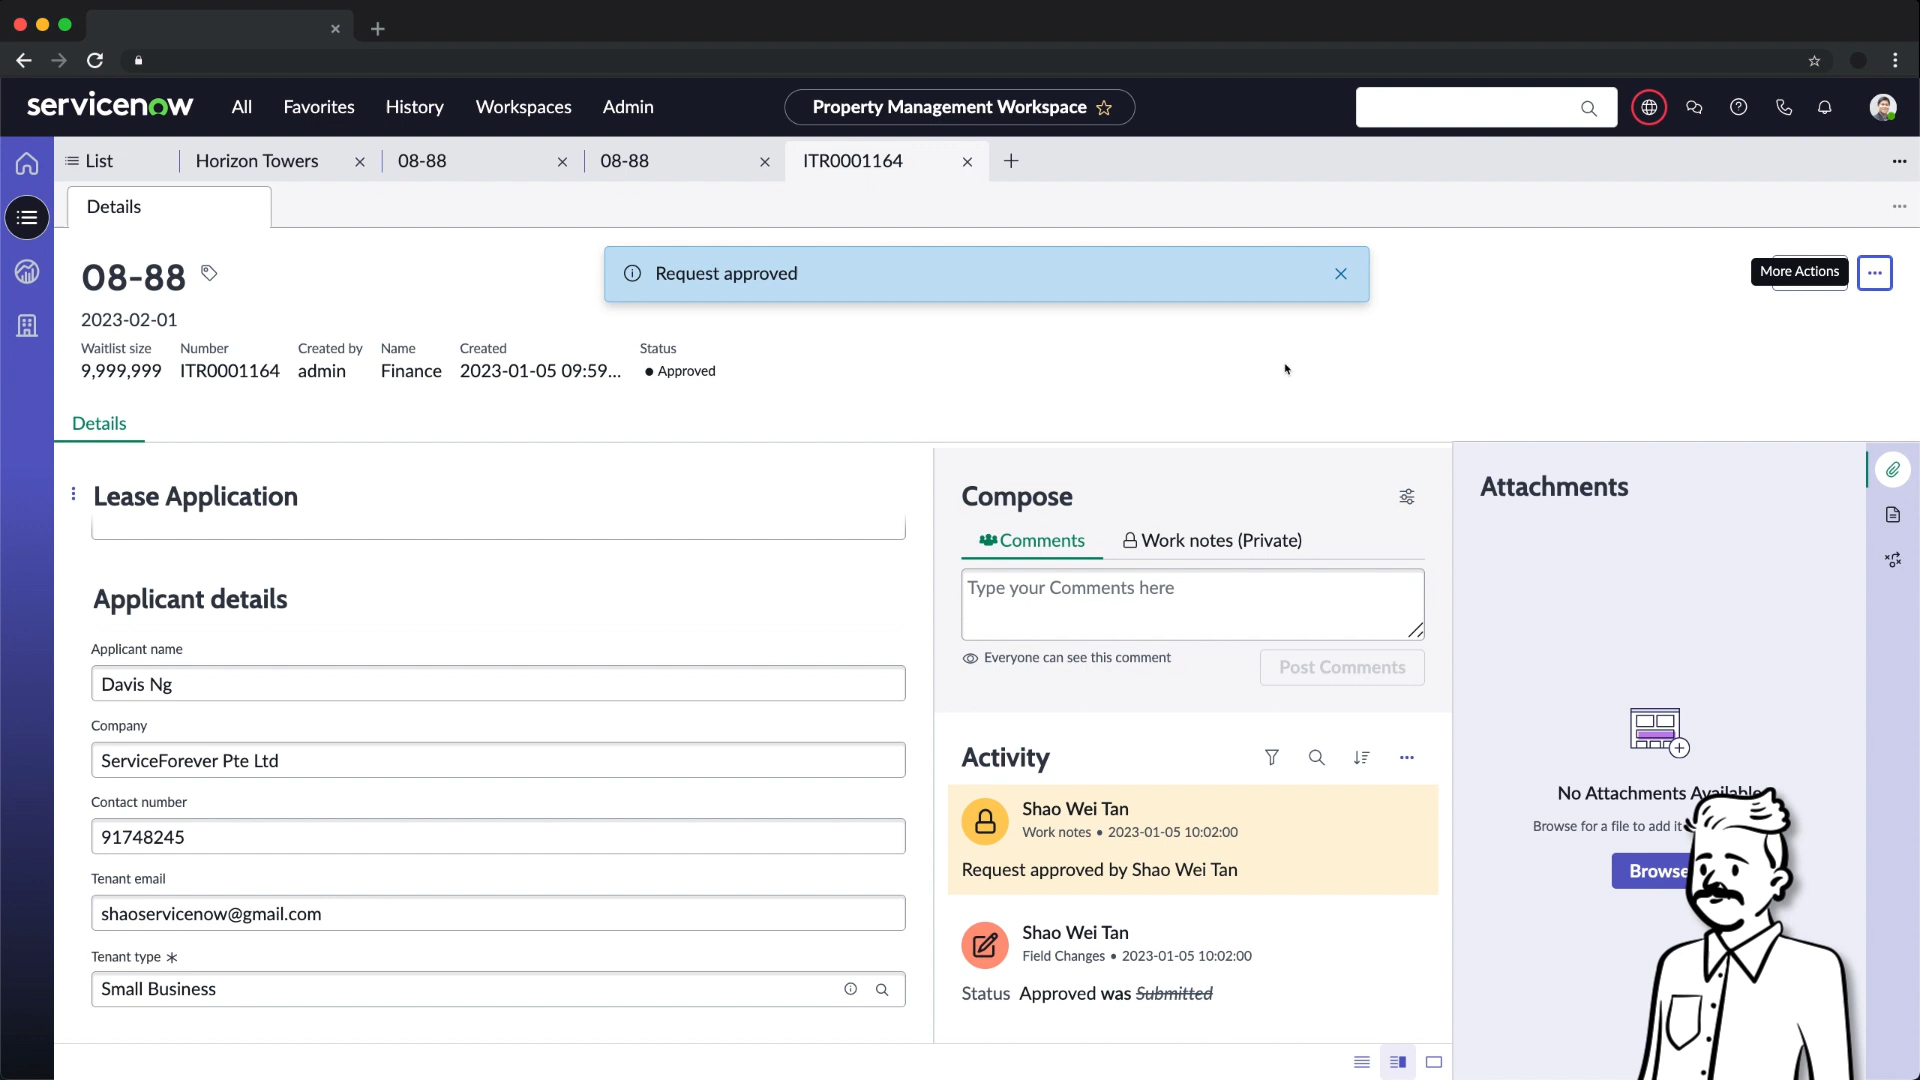 servicenow
All
Favorites
History
Workspaces
Admin
Property Management Workspace
List
Horizon Towers
08-88
08-88
ITR0001164
Details
08-88
Request approved
More Actions
2023-02-01
Waitlist size
Number
Created by
Name
Created
Status
9,999,999
ITR0001164
admin
Finance
2023-01-05 09:59...
Approved
Details
Lease Application
Applicant details
Applicant name
Davis Ng
Company
ServiceForever Pte Ltd
Contact number
91748245
Tenant email
shaoservicenow@gmail.com
Tenant type
Small Business
Compose
Comments
Work notes (Private)
Type your Comments here
Everyone can see this comment
Post Comments
Activity
Shao Wei Tan
Work notes • 2023-01-05 10:02:00
Request approved by Shao Wei Tan
Shao Wei Tan
Field Changes • 2023-01-05 10:02:00
Status Approved was Submitted
Attachments
No Attachments Available
Browse for a file to add it
Browse